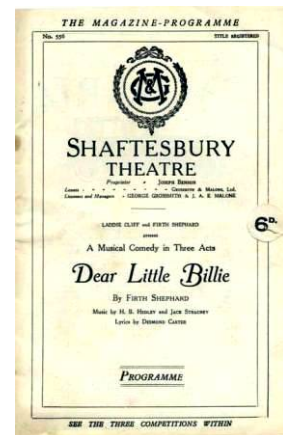 THE MAGAZINE-PROGRAMME
No. 556 TITLE REGISTERED
SHAFTESBURY
THEATRE
Proprietor - Joseph Benson
Lessees - - - - - - - Grossmith & Malone, Ltd.
Licensees and Managers - GEORGE GROSSMITH & J. A. E. MALONE
6D.
LADDIE CLIFF and FIRTH SHEPHARD
present
A Musical Comedy in Three Acts
Dear Little Billie
By FIRTH SHEPHARD
Music by H. B. Hedley and Jack Strachey
Lyrics by Desmond Carter
PROGRAMME
SEE THE THREE COMPETITIONS WITHIN